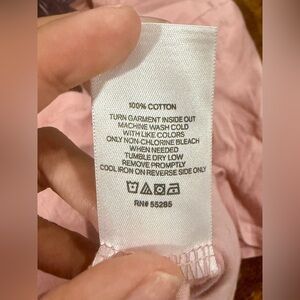 100% COTTON
TURN GARMENT INSIDE OUT
MACHINE WASH COLD
WITH LIKE COLORS
ONLY NON-CHLORINE BLEACH
WHEN NEEDED
TUMBLE DRY LOW
REMOVE PROMPTLY
COOL IRON ON REVERSE SIDE ONLY
RN# 55285